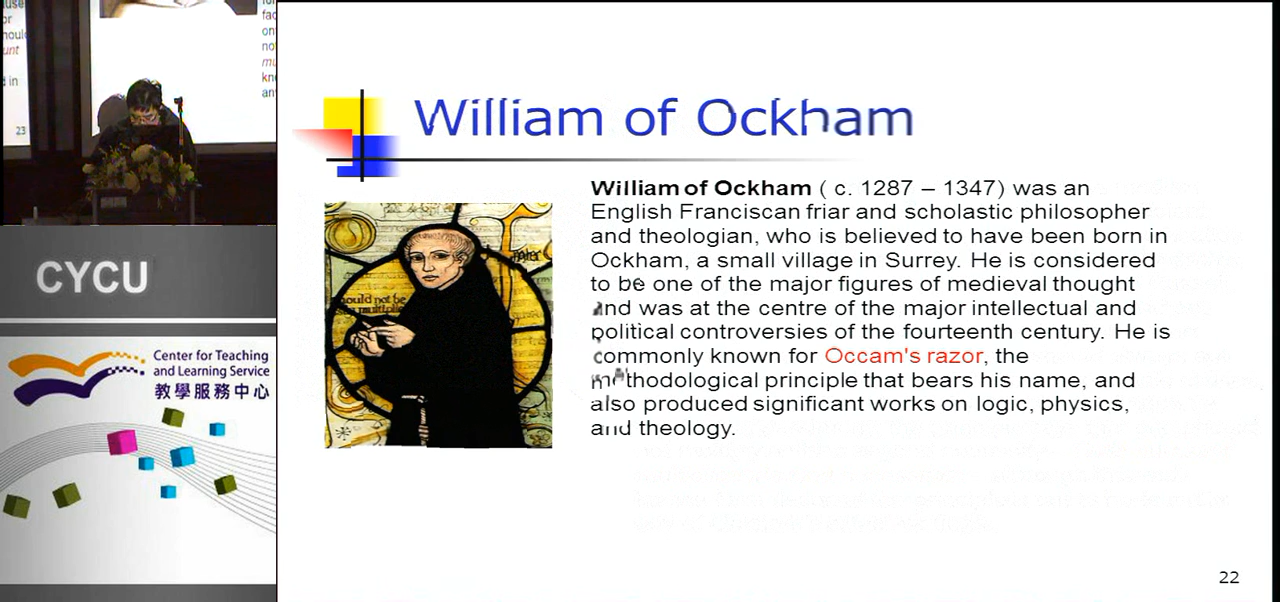 23
William of Ockham
William of Ockham ( c. 1287 – 1347) was an
English Franciscan friar and scholastic philosopher
and theologian, who is believed to have been born in
Ockham, a small village in Surrey. He is considered
to be one of the major figures of medieval thought
and was at the centre of the major intellectual and
political controversies of the fourteenth century. He is
commonly known for Occam's razor, the
methodological principle that bears his name, and
also produced significant works on logic, physics,
and theology.
22
CYCU
Center for Teaching
and Learning Service
教學服務中心